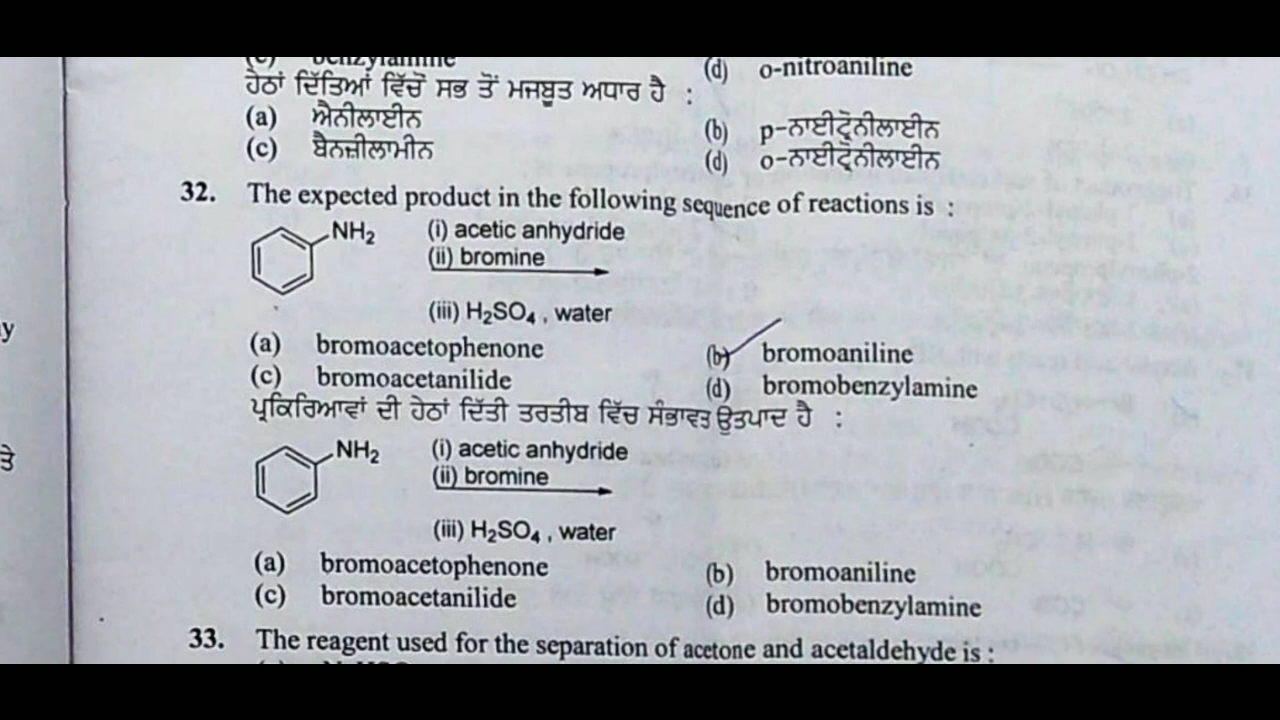 (c) benzylamine
(d) o-nitroaniline
ਹੇਠਾਂ ਦਿੱਤਿਆਂ ਵਿੱਚੋਂ ਸਭ ਤੋਂ ਮਜਬੂਤ ਅਧਾਰ ਹੈ :
(a) ਐਨੀਲਾਈਨ
(b) p-ਨਾਈਟ੍ਰੋਨੀਲਾਈਨ
(c) ਬੈਨਜ਼ੀਲਾਮੀਨ
(d) o-ਨਾਈਟ੍ਰੋਨੀਲਾਈਨ
32. The expected product in the following sequence of reactions is :
NH₂ (i) acetic anhydride
(ii) bromine
(iii) H₂SO₄ , water
(a) bromoacetophenone
(b) bromoaniline
(c) bromoacetanilide
(d) bromobenzylamine
ਪ੍ਰਕਿਰਿਆਵਾਂ ਦੀ ਹੇਠਾਂ ਦਿੱਤੀ ਤਰਤੀਬ ਵਿੱਚ ਸੰਭਾਵਤ ਉਤਪਾਦ ਹੈ :
NH₂ (i) acetic anhydride
(ii) bromine
(iii) H₂SO₄ , water
(a) bromoacetophenone
(b) bromoaniline
(c) bromoacetanilide
(d) bromobenzylamine
33. The reagent used for the separation of acetone and acetaldehyde is :